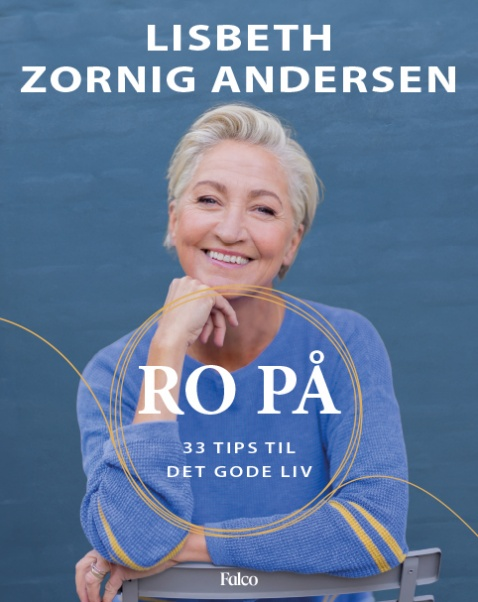 LISBETH
ZORNIG ANDERSEN
RO PÅ
33 TIPS TIL
DET GODE LIV
Falco